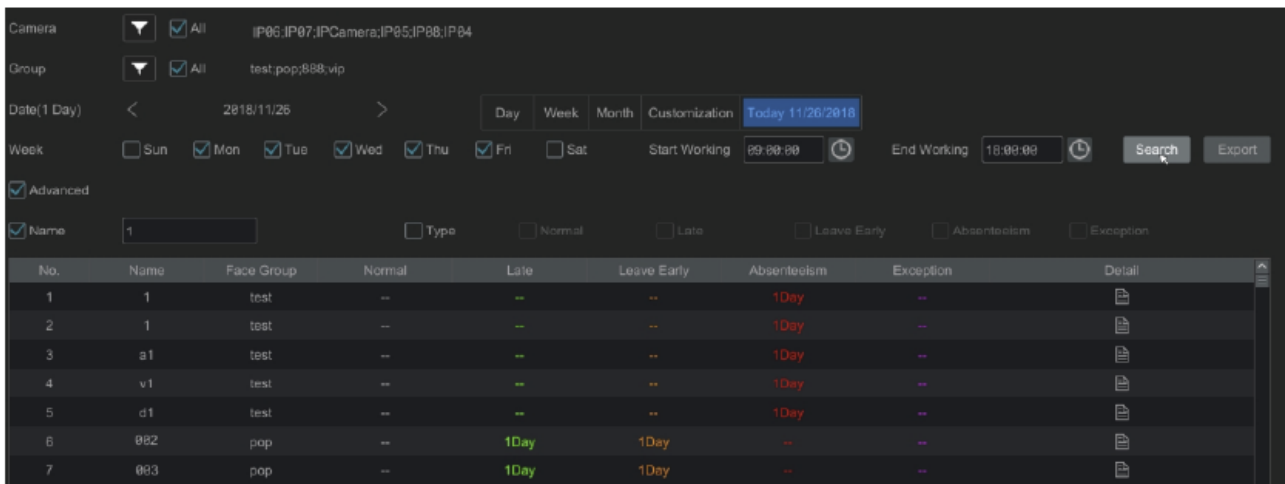 Camera All IP06;IP07;IPCamera;IP05;IP08;IP04
Group All test;pop;888;vip
Date(1 Day) < 2018/11/26 > Day Week Month Customization Today 11/26/2018
Week Sun Mon Tue Wed Thu Fri Sat Start Working 09:00:00 End Working 18:00:00 Search Export
Advanced
Name 1 Type Normal Late Leave Early Absenteeism Exception
No. Name Face Group Normal Late Leave Early Absenteeism Exception Detail
1 1 test -- -- -- 1Day --
2 1 test -- -- -- 1Day --
3 a1 test -- -- -- 1Day --
4 v1 test -- -- -- 1Day --
5 d1 test -- -- -- 1Day --
6 002 pop -- 1Day 1Day -- --
7 003 pop -- 1Day 1Day -- --